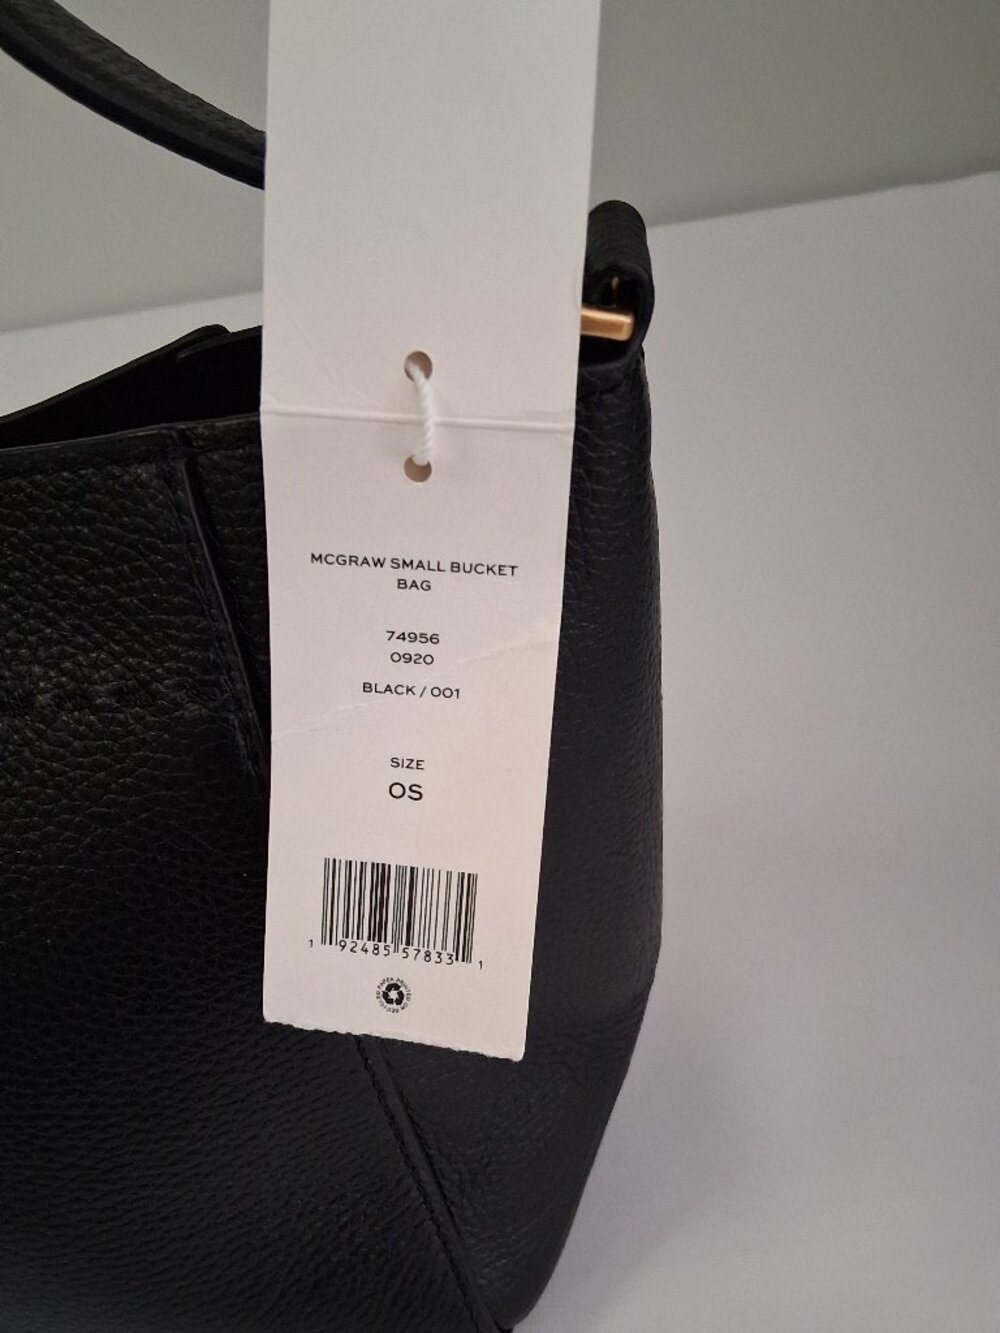 MCGRAW SMALL BUCKET
BAG
74956
0920
BLACK / 001
SIZE
OS
1 92485 57833 1